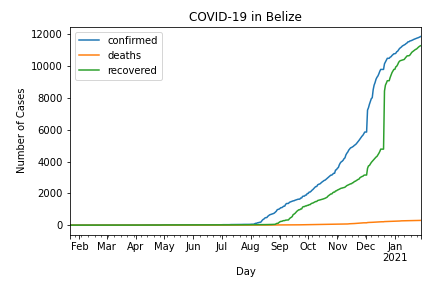 COVID-19 in Belize
confirmed
deaths
recovered
Number of Cases
12000
10000
8000
6000
4000
2000
0
Feb Mar Apr May Jun Jul Aug Sep Oct Nov Dec Jan
2021
Day